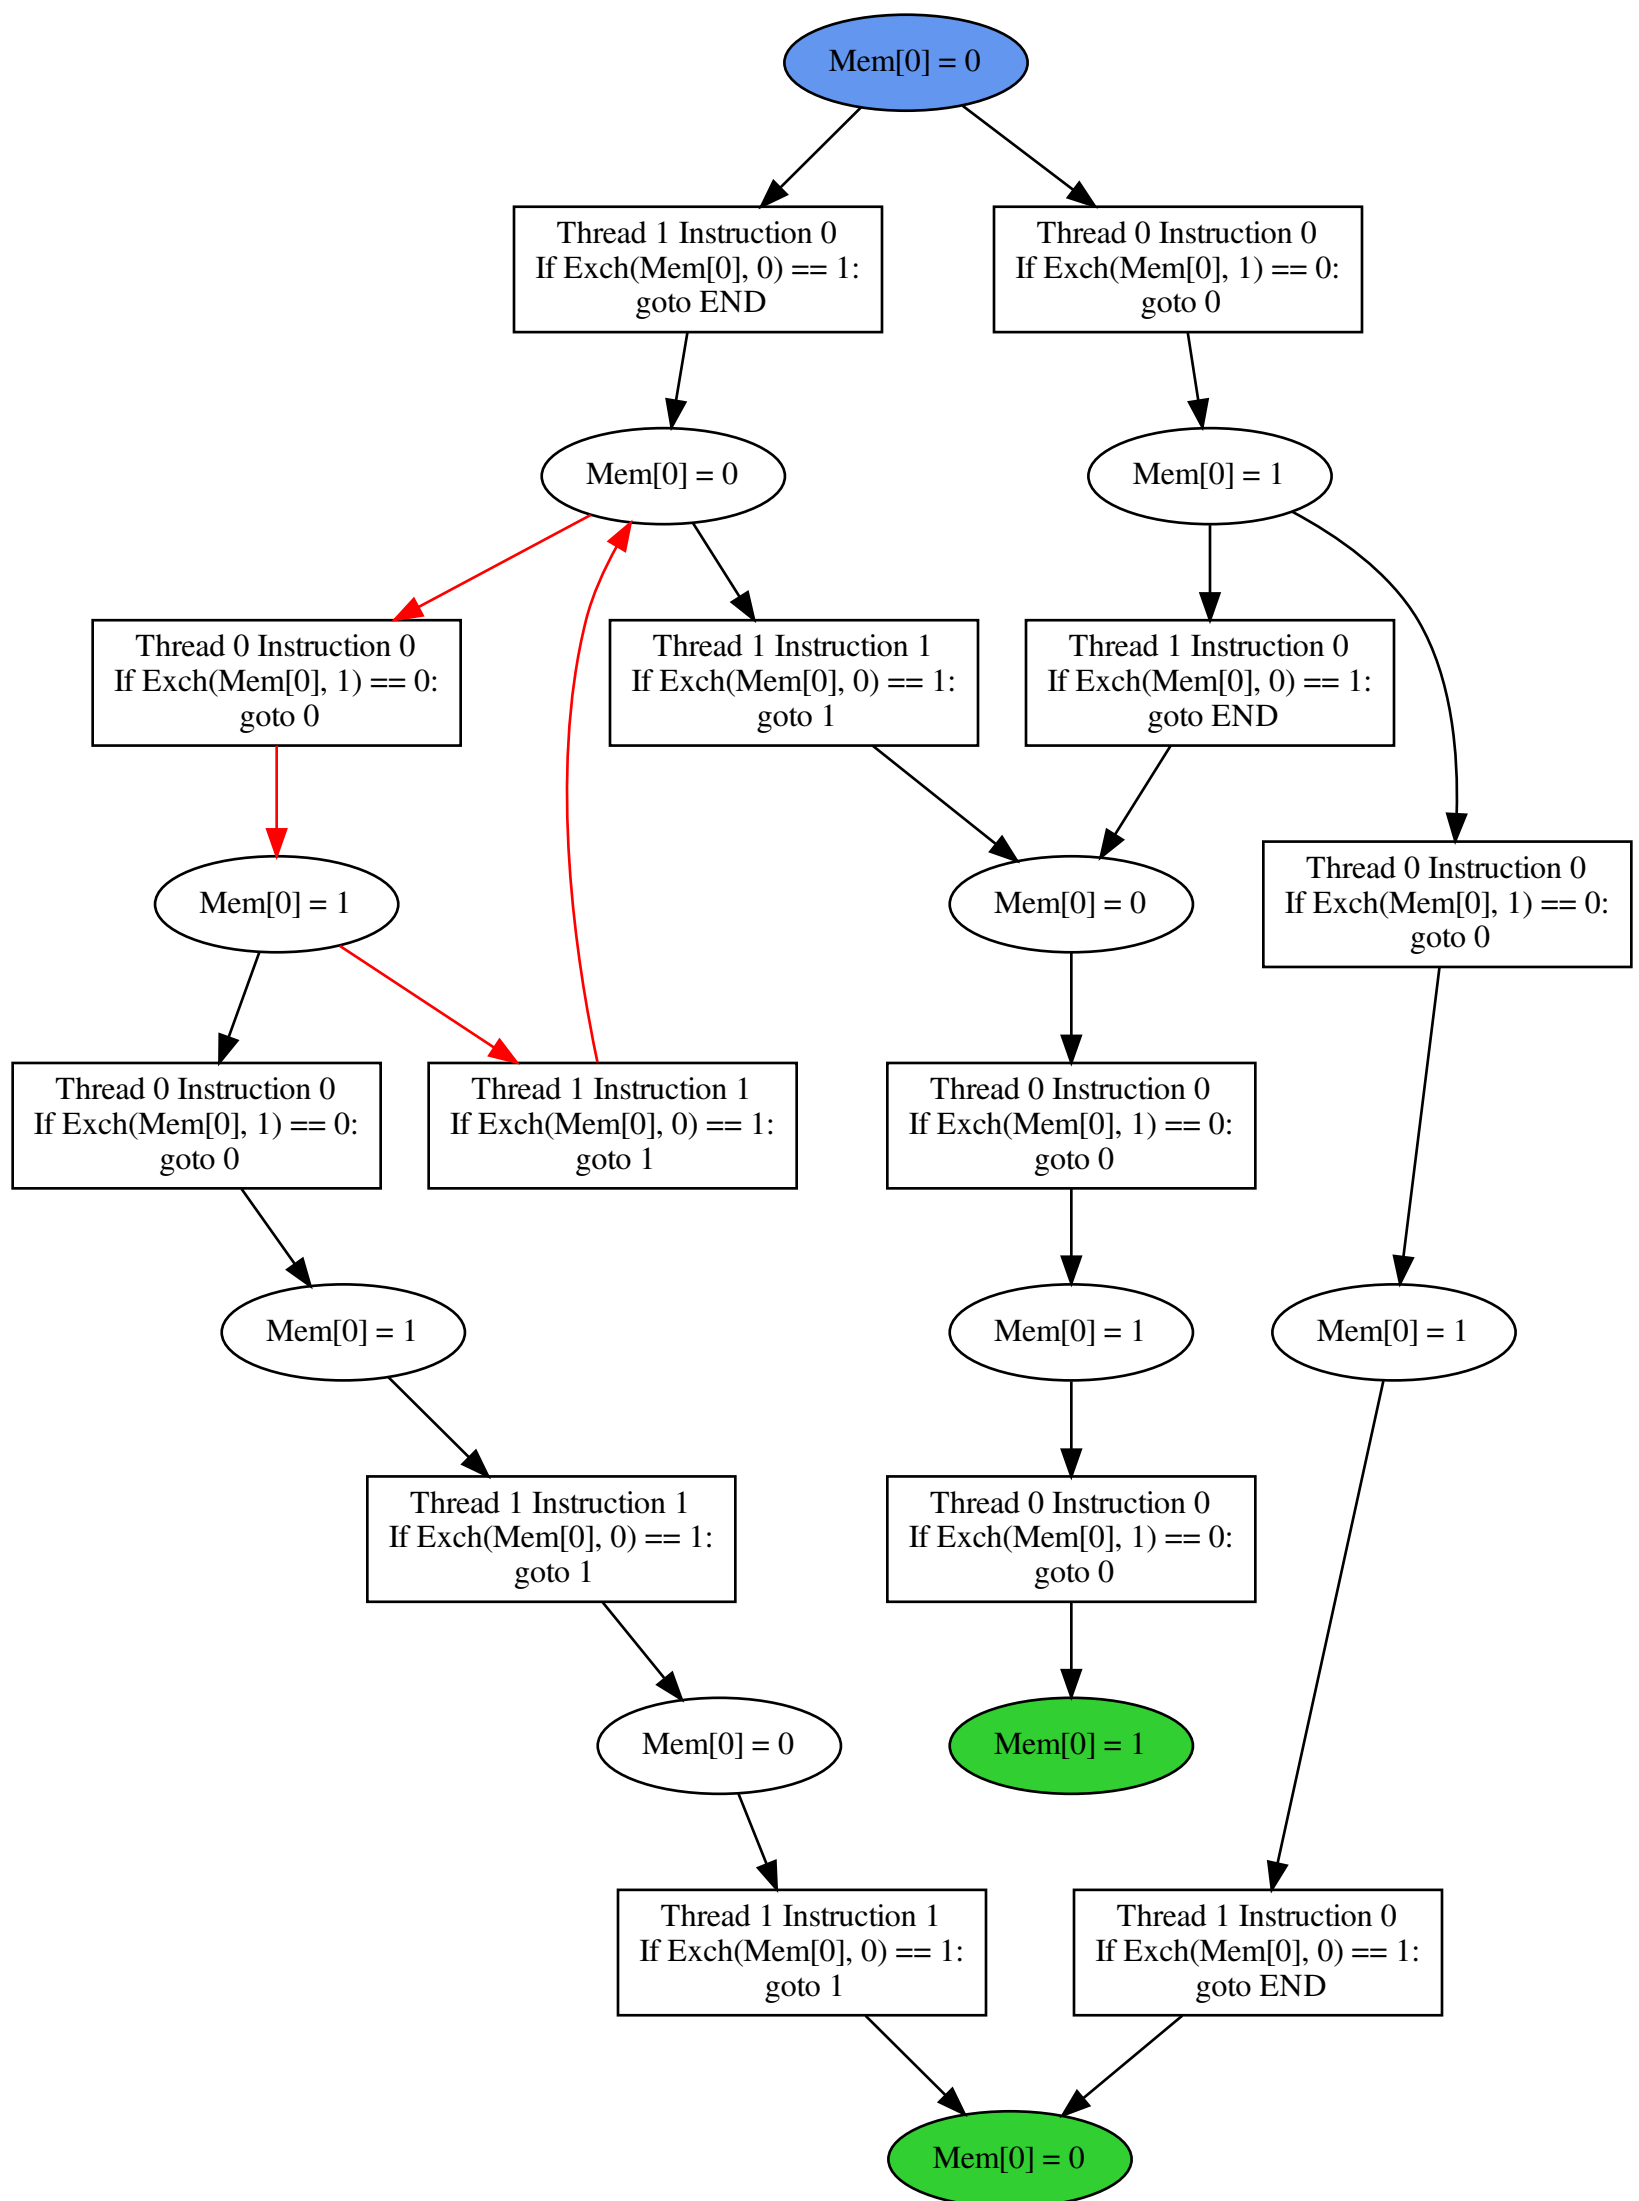 Mem[0] = 0
Thread 1 Instruction 0
If Exch(Mem[0], 0) == 1:
goto END
Thread 0 Instruction 0
If Exch(Mem[0], 1) == 0:
goto 0
Mem[0] = 0
Mem[0] = 1
Thread 0 Instruction 0
If Exch(Mem[0], 1) == 0:
goto 0
Thread 1 Instruction 1
If Exch(Mem[0], 0) == 1:
goto 1
Thread 1 Instruction 0
If Exch(Mem[0], 0) == 1:
goto END
Mem[0] = 1
Mem[0] = 0
Thread 0 Instruction 0
If Exch(Mem[0], 1) == 0:
goto 0
Thread 0 Instruction 0
If Exch(Mem[0], 1) == 0:
goto 0
Thread 1 Instruction 1
If Exch(Mem[0], 0) == 1:
goto 1
Thread 0 Instruction 0
If Exch(Mem[0], 1) == 0:
goto 0
Mem[0] = 1
Mem[0] = 1
Mem[0] = 1
Thread 1 Instruction 1
If Exch(Mem[0], 0) == 1:
goto 1
Thread 0 Instruction 0
If Exch(Mem[0], 1) == 0:
goto 0
Mem[0] = 0
Mem[0] = 1
Thread 1 Instruction 1
If Exch(Mem[0], 0) == 1:
goto 1
Thread 1 Instruction 0
If Exch(Mem[0], 0) == 1:
goto END
Mem[0] = 0